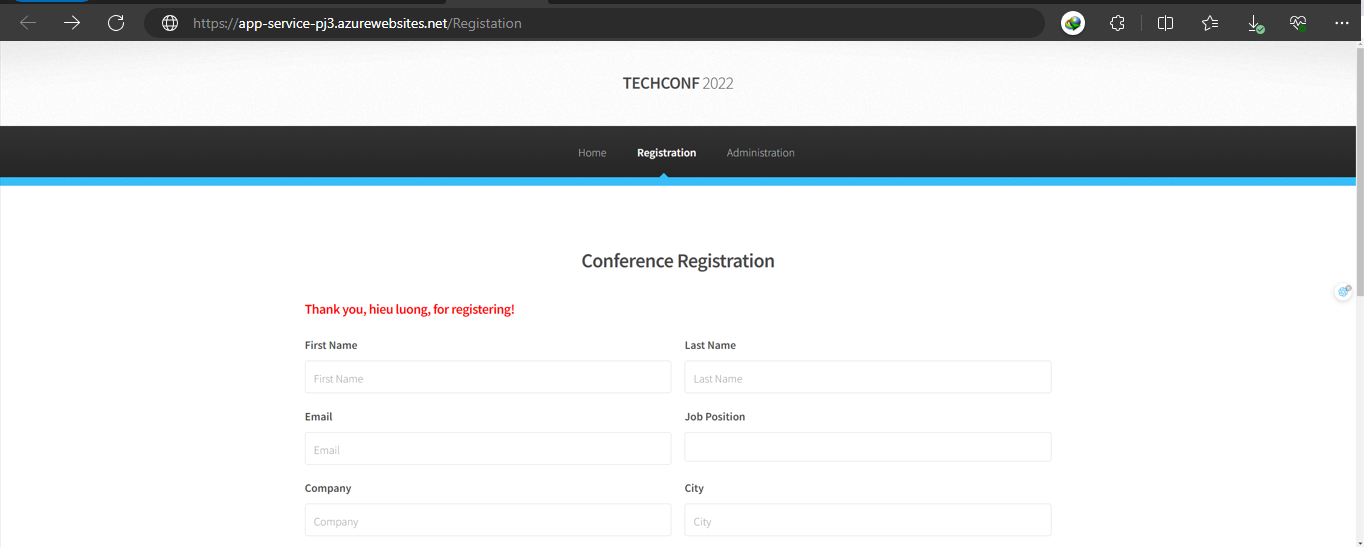 https://app-service-pj3.azurewebsites.net/Registation
TECHCONF 2022
Home Registration Administration
Conference Registration
Thank you, hieu luong, for registering!
First Name Last Name
First Name Last Name
Email Job Position
Email
Company City
Company City